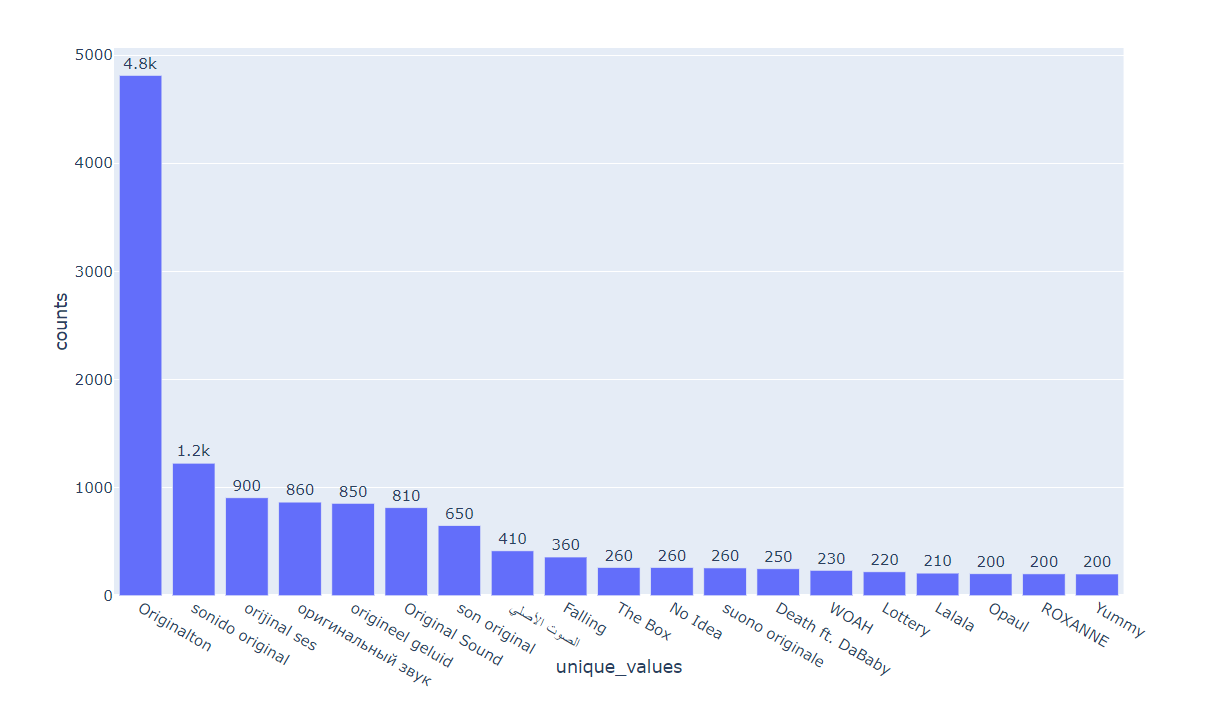 5000
4000
3000
2000
1000
0
counts
4.8k
1.2k
900
860
850
810
650
410
360
260
260
260
250
230
220
210
200
200
200
Originalton
sonido original
orijinal ses
оригинальный звук
origineel geluid
Original Sound
son original
الصوت الأصلي
Falling
The Box
No Idea
suono originale
Death ft. DaBaby
WOAH
Lottery
Lalala
Opaul
ROXANNE
Yummy
unique_values